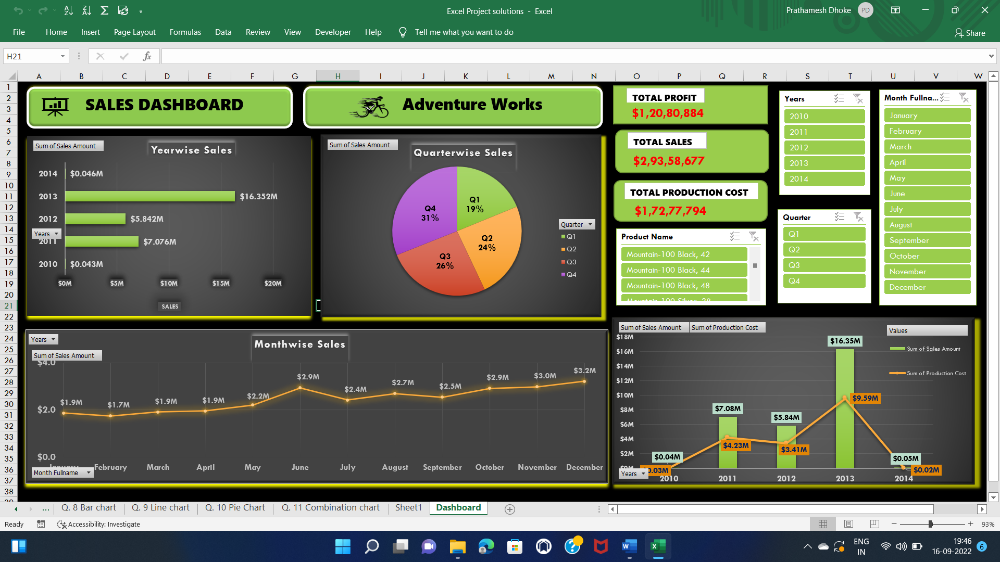 Excel Project solutions - Excel
Prathamesh Dhoke
PD
File Home Insert Page Layout Formulas Data Review View Developer Help Tell me what you want to do
Share
H21
fx
A B C D E F G H I J K L M N O P Q R S T U V W
1
2
3
4
5
6
7
8
9
10
11
12
13
14
15
16
17
18
19
20
21
22
23
24
25
26
27
28
29
30
31
32
33
34
35
36
37
38
SALES DASHBOARD
Adventure Works
TOTAL PROFIT
$1,20,80,884
TOTAL SALES
$2,93,58,677
TOTAL PRODUCTION COST
$1,72,77,794
Years
2010
2011
2012
2013
2014
Month Fullna...
January
February
March
April
May
June
July
August
September
October
November
December
Quarter
Q1
Q2
Q3
Q4
Product Name
Mountain-100 Black, 42
Mountain-100 Black, 44
Mountain-100 Black, 48
Mountain-100 Silver, 38
Sum of Sales Amount
Yearwise Sales
2014 $0.046M
2013 $16.352M
2012 $5.842M
Years
2011 $7.076M
2010 $0.043M
$0M $5M $10M $15M $20M
SALES
Sum of Sales Amount
Quarterwise Sales
Q1
19%
Q2
24%
Q3
26%
Q4
31%
Quarter
Q1
Q2
Q3
Q4
Years
Monthwise Sales
Sum of Sales Amount
$4.0
$2.0
$0.0
$1.9M $1.7M $1.9M $1.9M $2.2M $2.9M $2.4M $2.7M $2.5M $2.9M $3.0M $3.2M
January February March April May June July August September October November December
Month Fullname
Sum of Sales Amount Sum of Production Cost
Values
Sum of Sales Amount
Sum of Production Cost
$18M
$16M
$14M
$12M
$10M
$8M
$6M
$4M
$2M
$0M
$0.04M $7.08M $5.84M $16.35M $0.05M
$0.03M $4.23M $3.41M $9.59M $0.02M
Years
2010 2011 2012 2013 2014
... Q. 8 Bar chart Q. 9 Line chart Q. 10 Pie Chart Q. 11 Combination chart Sheet1 Dashboard
Ready Accessibility: Investigate
93%
ENG
IN
19:46
16-09-2022
6